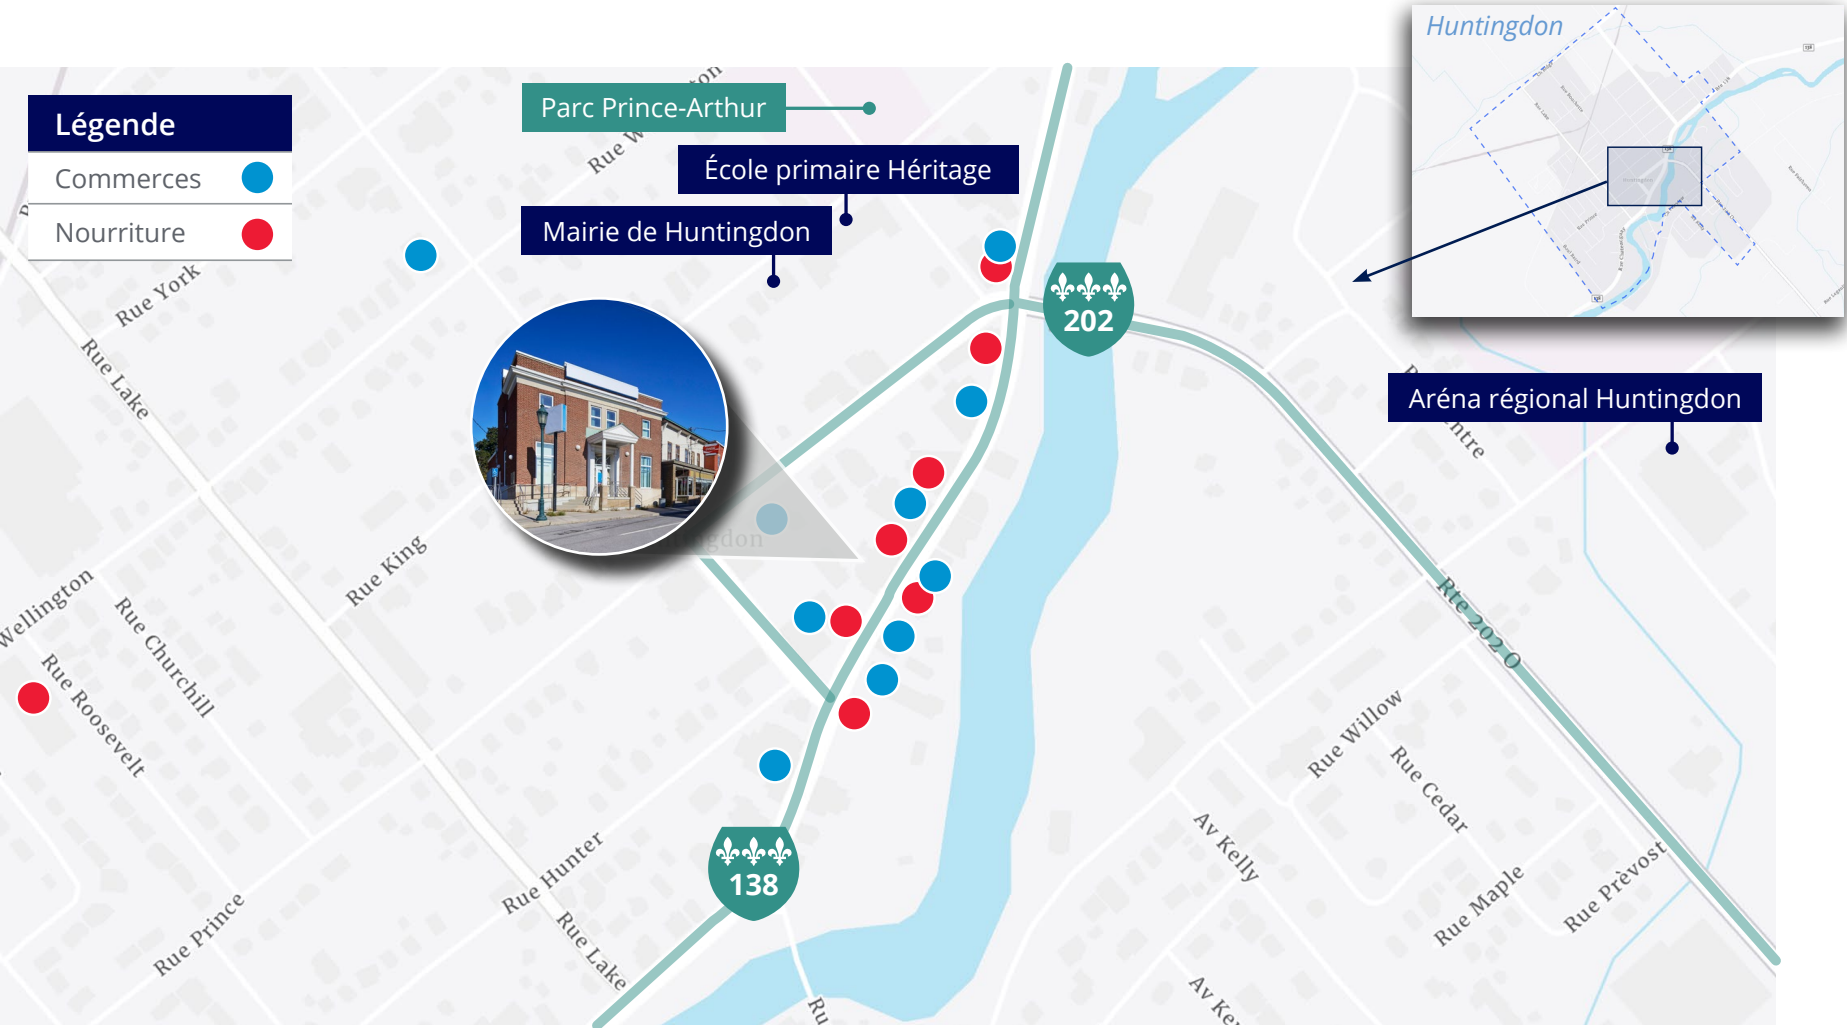 Huntingdon
Légende
Commerces
Nourriture
Parc Prince-Arthur
École primaire Héritage
Mairie de Huntingdon
202
Aréna régional Huntingdon
138
Rue York
Rue Lake
Rue King
Wellington
Rue Churchill
Rue Roosevelt
Rue Prince
Rue Hunter
Rue Lake
Rte 202 O
Rue Willow
Rue Cedar
Av Kelly
Rue Maple
Rue Prèvost